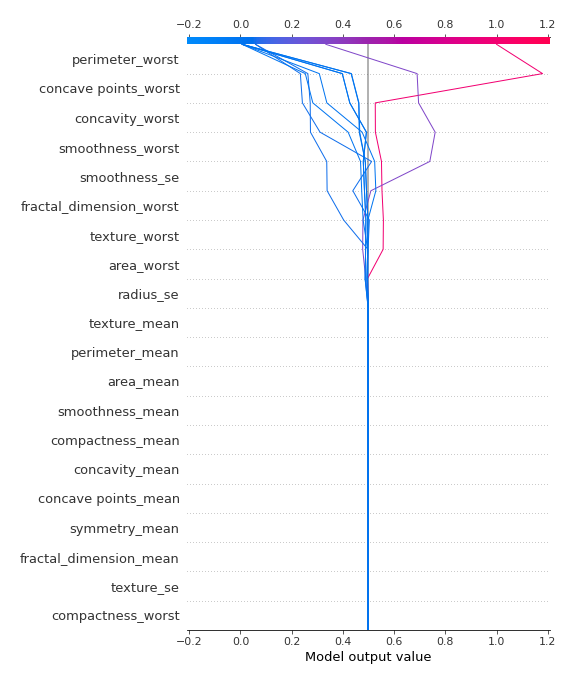 −0.2 0.0 0.2 0.4 0.6 0.8 1.0 1.2
perimeter_worst
concave points_worst
concavity_worst
smoothness_worst
smoothness_se
fractal_dimension_worst
texture_worst
area_worst
radius_se
texture_mean
perimeter_mean
area_mean
smoothness_mean
compactness_mean
concavity_mean
concave points_mean
symmetry_mean
fractal_dimension_mean
texture_se
compactness_worst
−0.2 0.0 0.2 0.4 0.6 0.8 1.0 1.2
Model output value